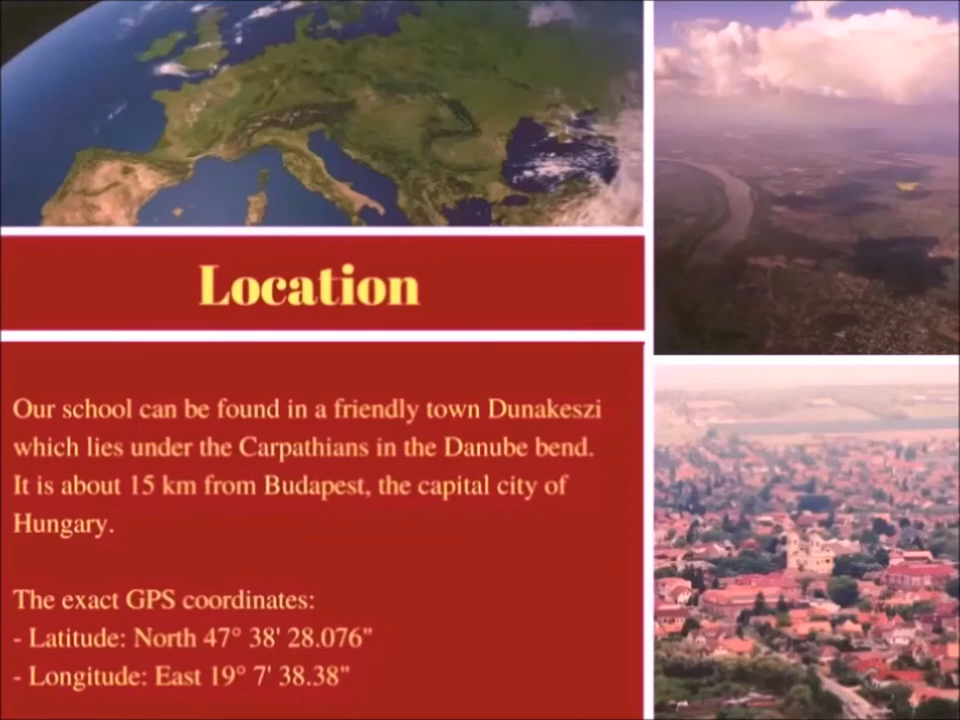 Location
Our school can be found in a friendly town Dunakeszi
which lies under the Carpathians in the Danube bend.
It is about 15 km from Budapest, the capital city of
Hungary.
The exact GPS coordinates:
- Latitude: North 47° 38' 28.076"
- Longitude: East 19° 7' 38.38"